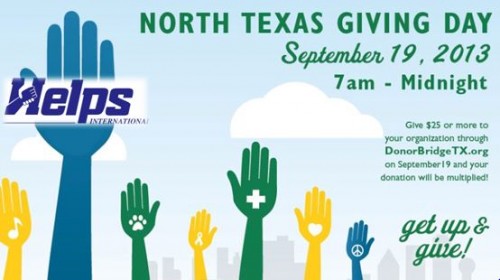 NORTH TEXAS GIVING DAY
September 19, 2013
7am - Midnight
Helps
INTERNATIONAL
Give $25 or more to
your organization through
DonorBridgeTX.org
on September19 and your
donation will be multiplied!
get up &
give!